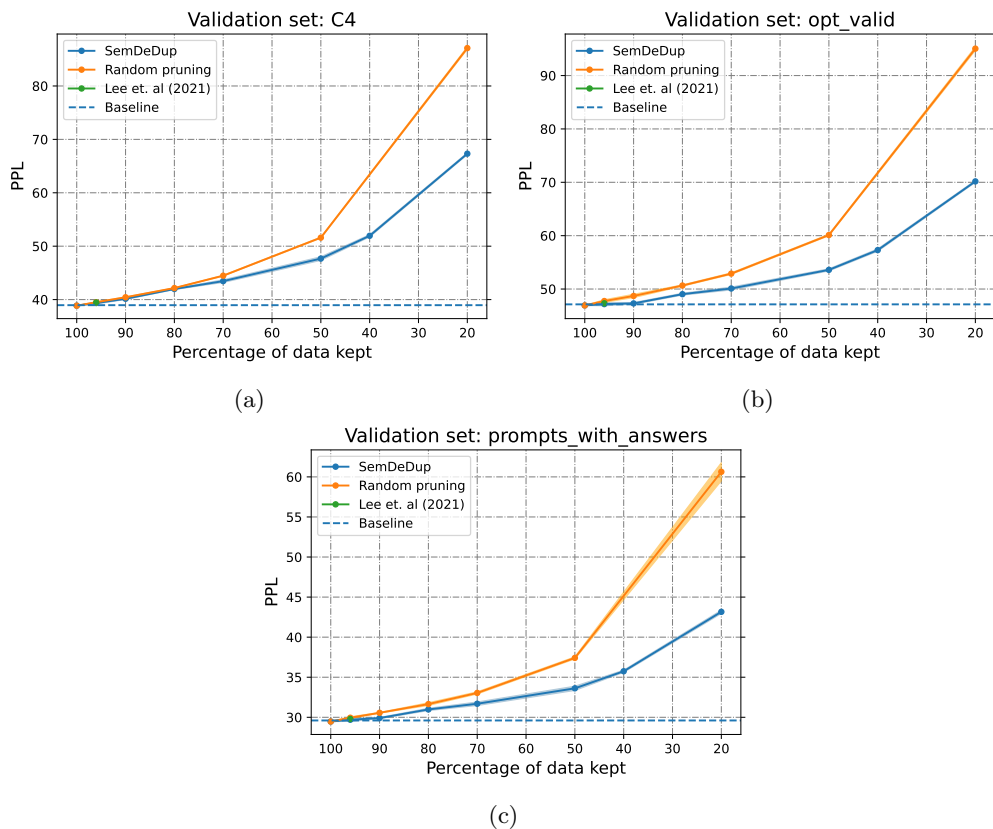 Validation set: C4
SemDeDup
Random pruning
Lee et. al (2021)
Baseline
PPL
80
70
60
50
40
100 90 80 70 60 50 40 30 20
Percentage of data kept
(a)
Validation set: opt_valid
SemDeDup
Random pruning
Lee et. al (2021)
Baseline
PPL
90
80
70
60
50
100 90 80 70 60 50 40 30 20
Percentage of data kept
(b)
Validation set: prompts_with_answers
SemDeDup
Random pruning
Lee et. al (2021)
Baseline
PPL
60
55
50
45
40
35
30
100 90 80 70 60 50 40 30 20
Percentage of data kept
(c)